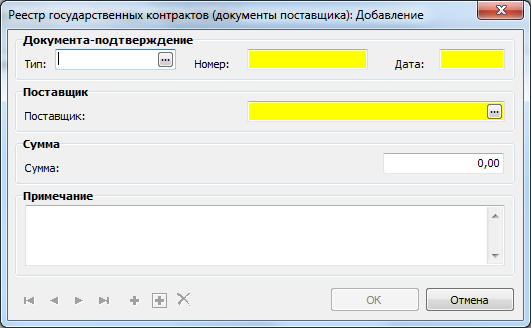 Реестр государственных контрактов (документы поставщика): Добавление
Документа-подтверждение
Тип: ... Номер: Дата:
Поставщик
Поставщик: ...
Сумма
Сумма: 0,00
Примечание
OK Отмена